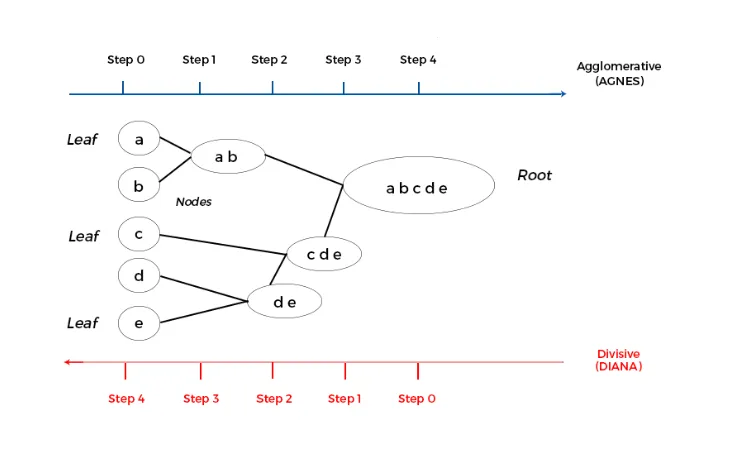 Step 0 Step 1 Step 2 Step 3 Step 4
Agglomerative
(AGNES)
Leaf
a
a b
b
Nodes
a b c d e
Root
Leaf
c
c d e
d
d e
Leaf
e
Divisive
(DIANA)
Step 4 Step 3 Step 2 Step 1 Step 0